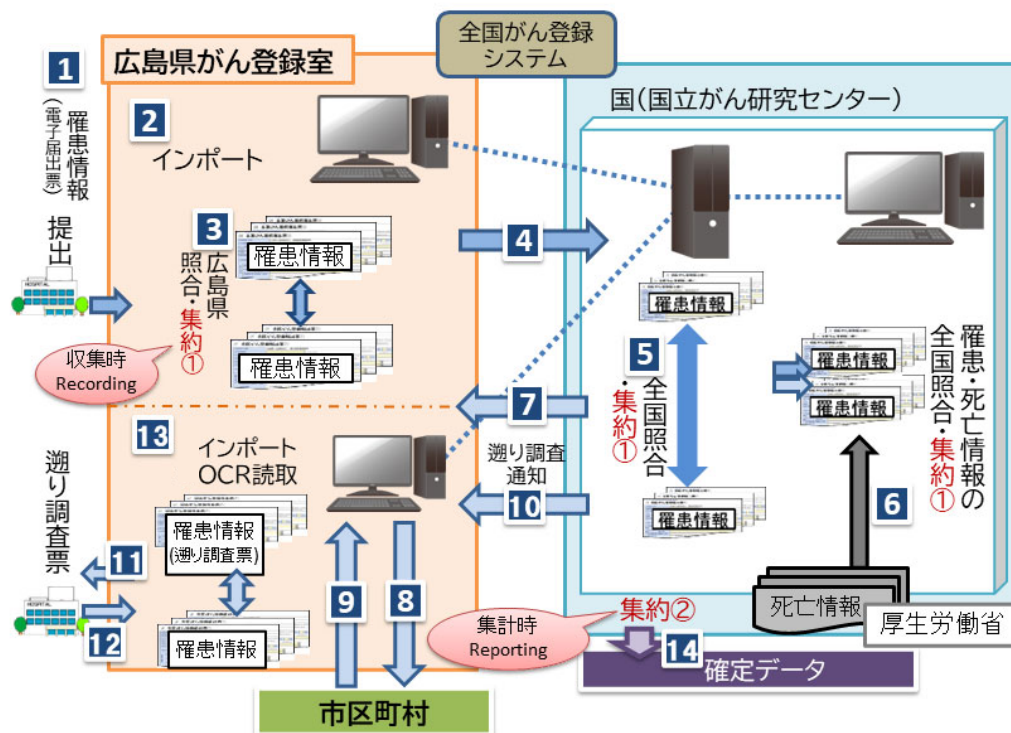 全国がん登録
システム
広島県がん登録室
国(国立がん研究センター)
1
罹患情報
(電子届出票)
提出
HOSPITAL
2
インポート
3
広島県
照合・集約①
罹患情報
罹患情報
収集時
Recording
4
罹患情報
5
全国照合
・集約①
罹患情報
罹患情報
罹患情報
罹患・死亡情報の
全国照合・集約①
6
死亡情報
厚生労働省
7
遡り調査
通知
10
13
インポート
OCR読取
罹患情報
(遡り調査票)
罹患情報
遡り調査票
11
HOSPITAL
12
9
8
市区町村
集計時
Reporting
集約②
14
確定データ